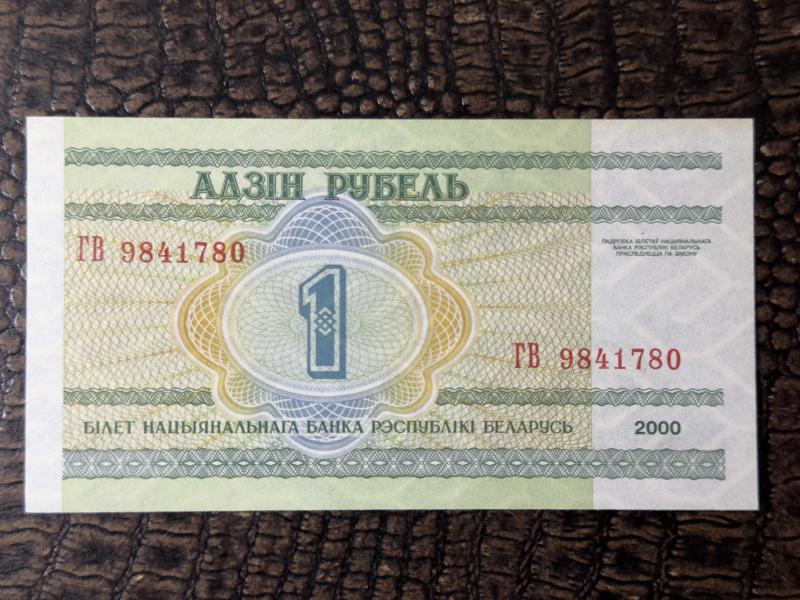 АДЗІН РУБЕЛЬ
ГВ 9841780
ПАДРОБКА БІЛЕТАЎ НАЦЫЯНАЛЬНАГА
БАНКА РЭСПУБЛІКІ БЕЛАРУСЬ
ПРАСЛЕДУЕЦЦА ПА ЗАКОНУ
1
ГВ 9841780
БІЛЕТ НАЦЫЯНАЛЬНАГА БАНКА РЭСПУБЛІКІ БЕЛАРУСЬ
2000